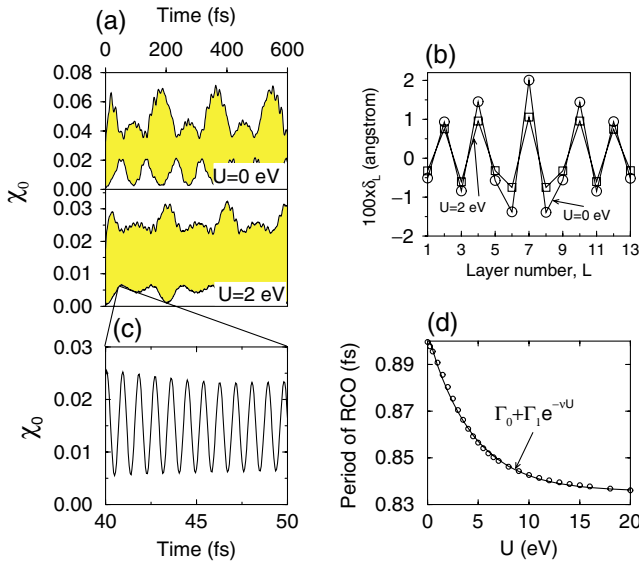 (a)
Time (fs)
0 200 400 600
0.08
0.06
0.04
0.02
0.00
U=0 eV
χ₀
0.03
0.02
0.01
0.00
U=2 eV
(b)
2
1
0
−1
−2
100xδ_L (angstrom)
U=2 eV
U=0 eV
1 3 5 7 9 11 13
Layer number, L
(c)
0.03
0.02
0.01
0.00
χ₀
40 45 50
Time (fs)
(d)
0.89
0.87
0.85
0.83
Period of RCO (fs)
Γ₀+Γ₁e^−νU
0 5 10 15 20
U (eV)